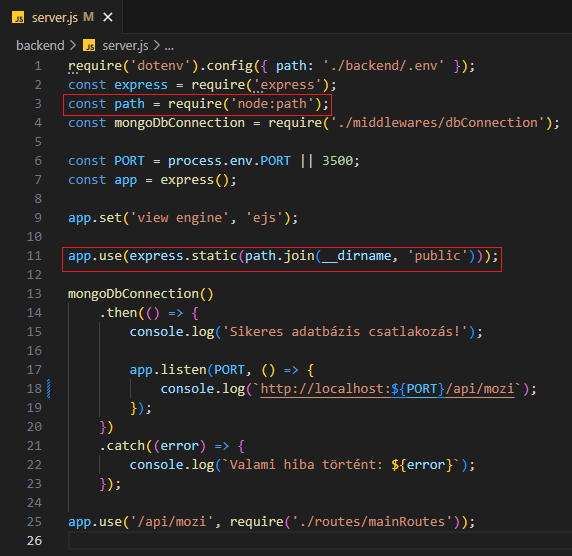 JS server.js M ×
backend > JS server.js > ...
1 require('dotenv').config({ path: './backend/.env' });
2 const express = require('express');
3 const path = require('node:path');
4 const mongoDbConnection = require('./middlewares/dbConnection');
5
6 const PORT = process.env.PORT || 3500;
7 const app = express();
8
9 app.set('view engine', 'ejs');
10
11 app.use(express.static(path.join(__dirname, 'public')));
12
13 mongoDbConnection()
14     .then(() => {
15         console.log('Sikeres adatbázis csatlakozás!');
16
17         app.listen(PORT, () => {
18             console.log(`http://localhost:${PORT}/api/mozi`);
19         });
20     })
21     .catch((error) => {
22         console.log(`Valami hiba történt: ${error}`);
23     });
24
25 app.use('/api/mozi', require('./routes/mainRoutes'));
26